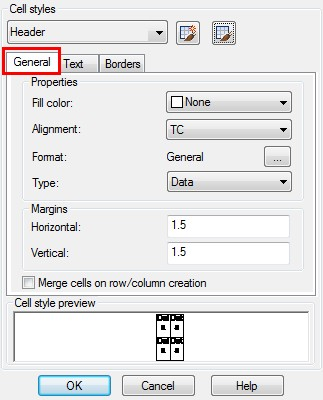 Cell styles
Header
General Text Borders
Properties
Fill color: None
Alignment: TC
Format: General ...
Type: Data
Margins
Horizontal: 1.5
Vertical: 1.5
Merge cells on row/column creation
Cell style preview
OK Cancel Help